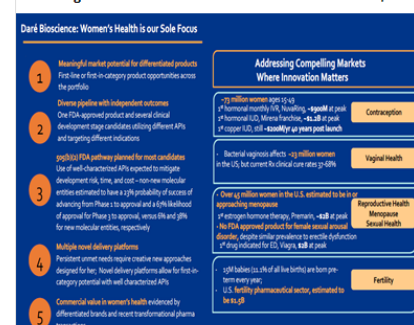 Daré Bioscience: Women's Health is our Sole Focus
1
Meaningful market potential for differentiated products
First-line or first-in-category product opportunities across
the portfolio
2
Diverse pipeline with independent outcomes
One FDA-approved product and several clinical
development stage candidates utilizing different APIs
and targeting different indications
3
505(b)(2) FDA pathway planned for most candidates
Use of well-characterized APIs expected to mitigate
development risk, time, and cost – non-new molecular
entities estimated to have a 23% probability of success of
advancing from Phase 1 to approval and a 67% likelihood
of approval for Phase 3 to approval, versus 6% and 38%
for new molecular entities, respectively
4
Multiple novel delivery platforms
Persistent unmet needs require creative new approaches
designed for her; Novel delivery platforms allow for first-in-
category potential with well characterized APIs
5
Commercial value in women's health evidenced by
differentiated brands and recent transformational pharma
Addressing Compelling Markets
Where Innovation Matters
~73 million women ages 15-49
1st hormonal monthly IVR, NuvaRing, ~$900M at peak
1st hormonal IUD, Mirena franchise, ~$1.2B at peak
1st copper IUD, still ~$200M/yr 40 years post launch
Contraception
Bacterial vaginosis affects ~23 million women
in the US; but current Rx clinical cure rates 37-68%
Vaginal Health
Over 45 million women in the U.S. estimated to be in or
approaching menopause
1st estrogen hormone therapy, Premarin, ~$2B at peak
No FDA approved product for female sexual arousal
disorder, despite similar prevalence to erectile dysfunction
1st drug indicated for ED, Viagra, $2B at peak
Reproductive Health
Menopause
Sexual Health
15M babies (11.1% of all live births) are born pre-
term every year;
U.S. fertility pharmaceutical sector, estimated to
be $1.5B
Fertility